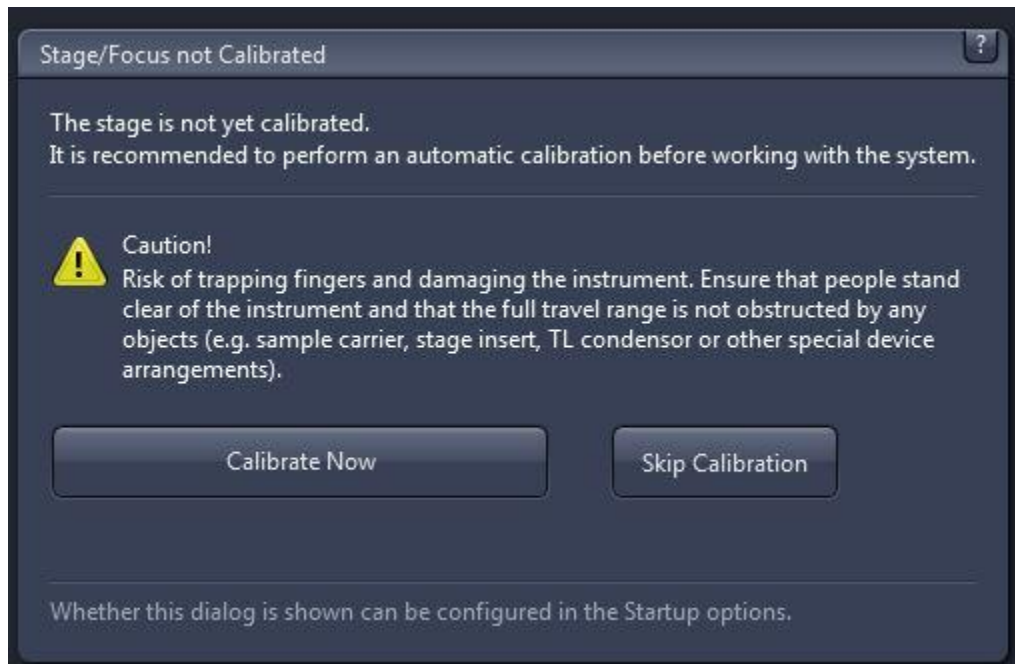 Stage/Focus not Calibrated
?
The stage is not yet calibrated.
It is recommended to perform an automatic calibration before working with the system.
Caution!
Risk of trapping fingers and damaging the instrument. Ensure that people stand
clear of the instrument and that the full travel range is not obstructed by any
objects (e.g. sample carrier, stage insert, TL condensor or other special device
arrangements).
Calibrate Now
Skip Calibration
Whether this dialog is shown can be configured in the Startup options.